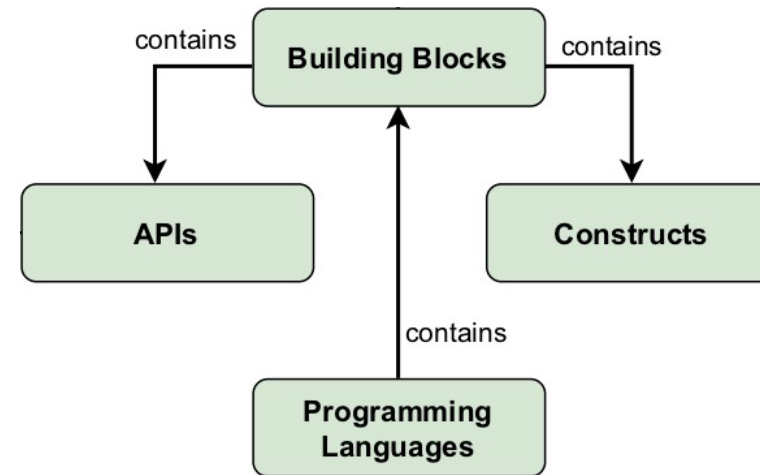 contains
Building Blocks
contains
APIs
Constructs
contains
Programming
Languages